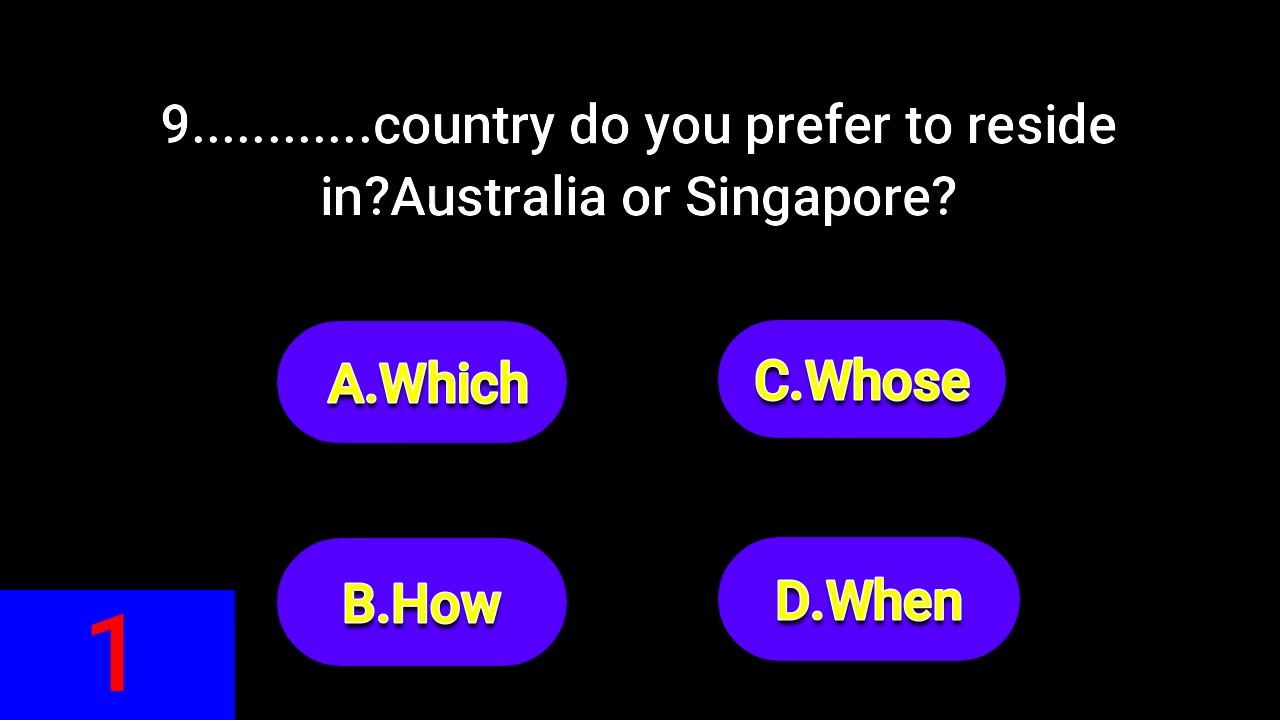 9............country do you prefer to reside
in?Australia or Singapore?
A.Which
C.Whose
B.How
D.When
1